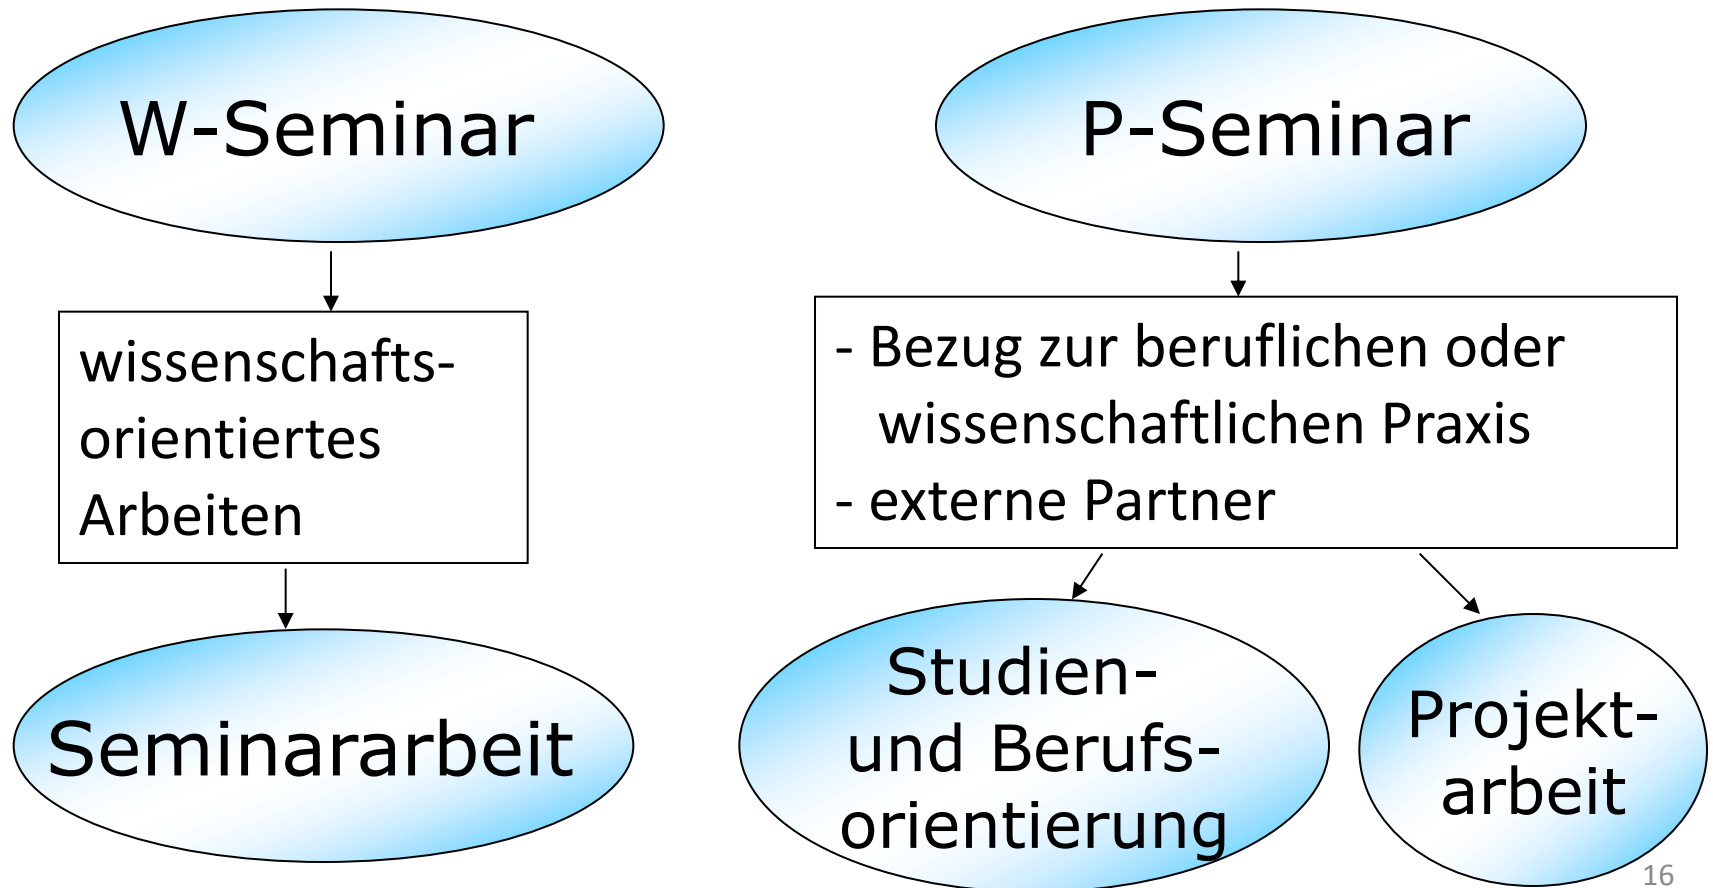 W-Seminar
P-Seminar
wissenschafts-
orientiertes
Arbeiten
- Bezug zur beruflichen oder
wissenschaftlichen Praxis
- externe Partner
Seminararbeit
Studien-
und Berufs-
orientierung
Projekt-
arbeit
16